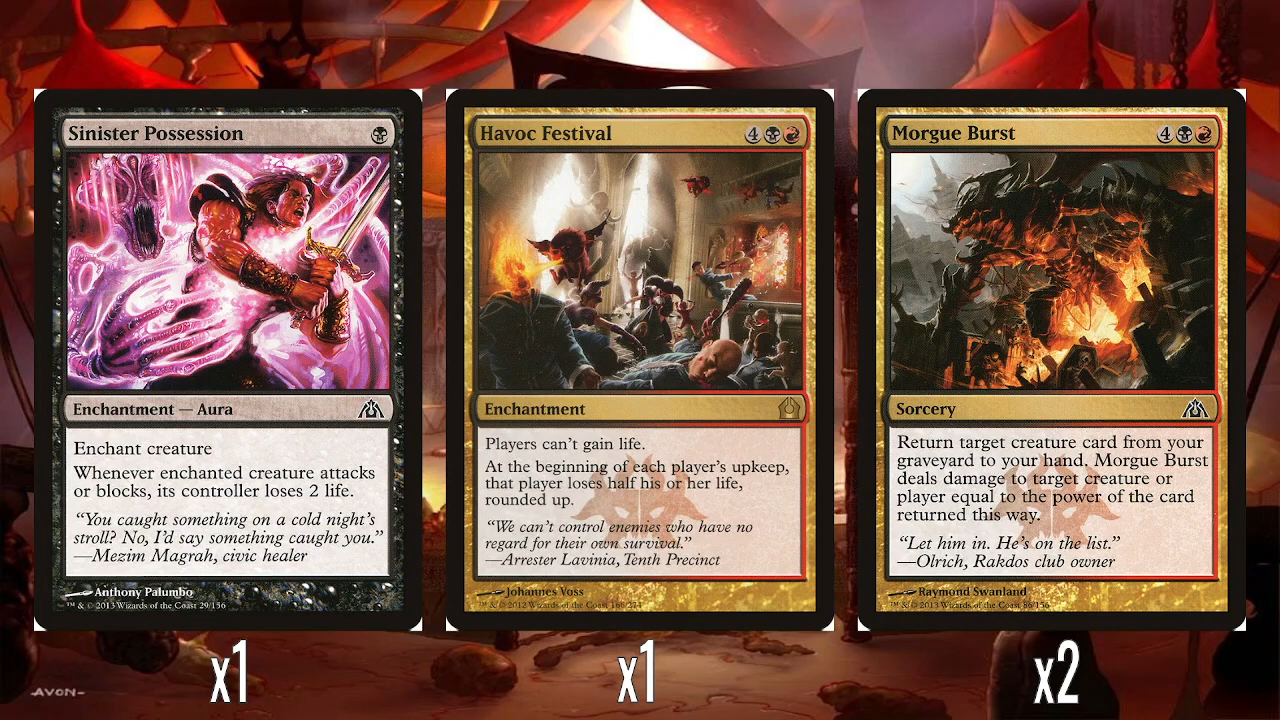 Sinister Possession
Enchantment — Aura
Enchant creature
Whenever enchanted creature attacks
or blocks, its controller loses 2 life.
“You caught something on a cold night’s
stroll? No, I’d say something caught you.”
—Mezim Magrah, civic healer
Anthony Palumbo
™ & © 2013 Wizards of the Coast 29/156
x1
Havoc Festival
4
Enchantment
Players can’t gain life.
At the beginning of each player’s upkeep,
that player loses half his or her life,
rounded up.
“We can’t control enemies who have no
regard for their own survival.”
—Arrester Lavinia, Tenth Precinct
Johannes Voss
™ & © 2012 Wizards of the Coast 166/274
x1
Morgue Burst
4
Sorcery
Return target creature card from your
graveyard to your hand. Morgue Burst
deals damage to target creature or
player equal to the power of the card
returned this way.
“Let him in. He’s on the list.”
—Olrich, Rakdos club owner
Raymond Swanland
™ & © 2013 Wizards of the Coast 86/156
x2
-AVON-